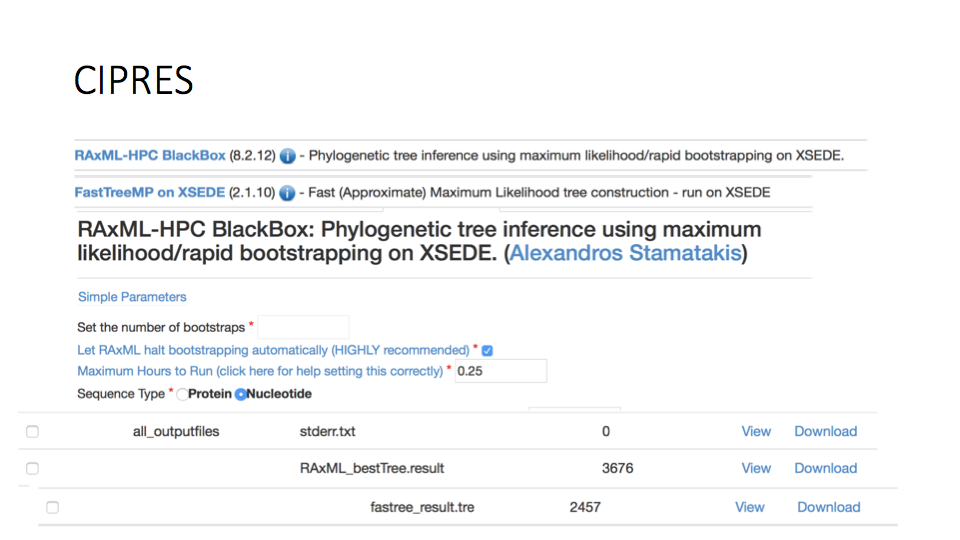 CIPRES
RAxML-HPC BlackBox (8.2.12) i - Phylogenetic tree inference using maximum likelihood/rapid bootstrapping on XSEDE.
FastTreeMP on XSEDE (2.1.10) i - Fast (Approximate) Maximum Likelihood tree construction - run on XSEDE
RAxML-HPC BlackBox: Phylogenetic tree inference using maximum
likelihood/rapid bootstrapping on XSEDE. (Alexandros Stamatakis)
Simple Parameters
Set the number of bootstraps *
Let RAxML halt bootstrapping automatically (HIGHLY recommended) *
Maximum Hours to Run (click here for help setting this correctly) * 0.25
Sequence Type * Protein Nucleotide
all_outputfiles stderr.txt 0 View Download
RAxML_bestTree.result 3676 View Download
fastree_result.tre 2457 View Download